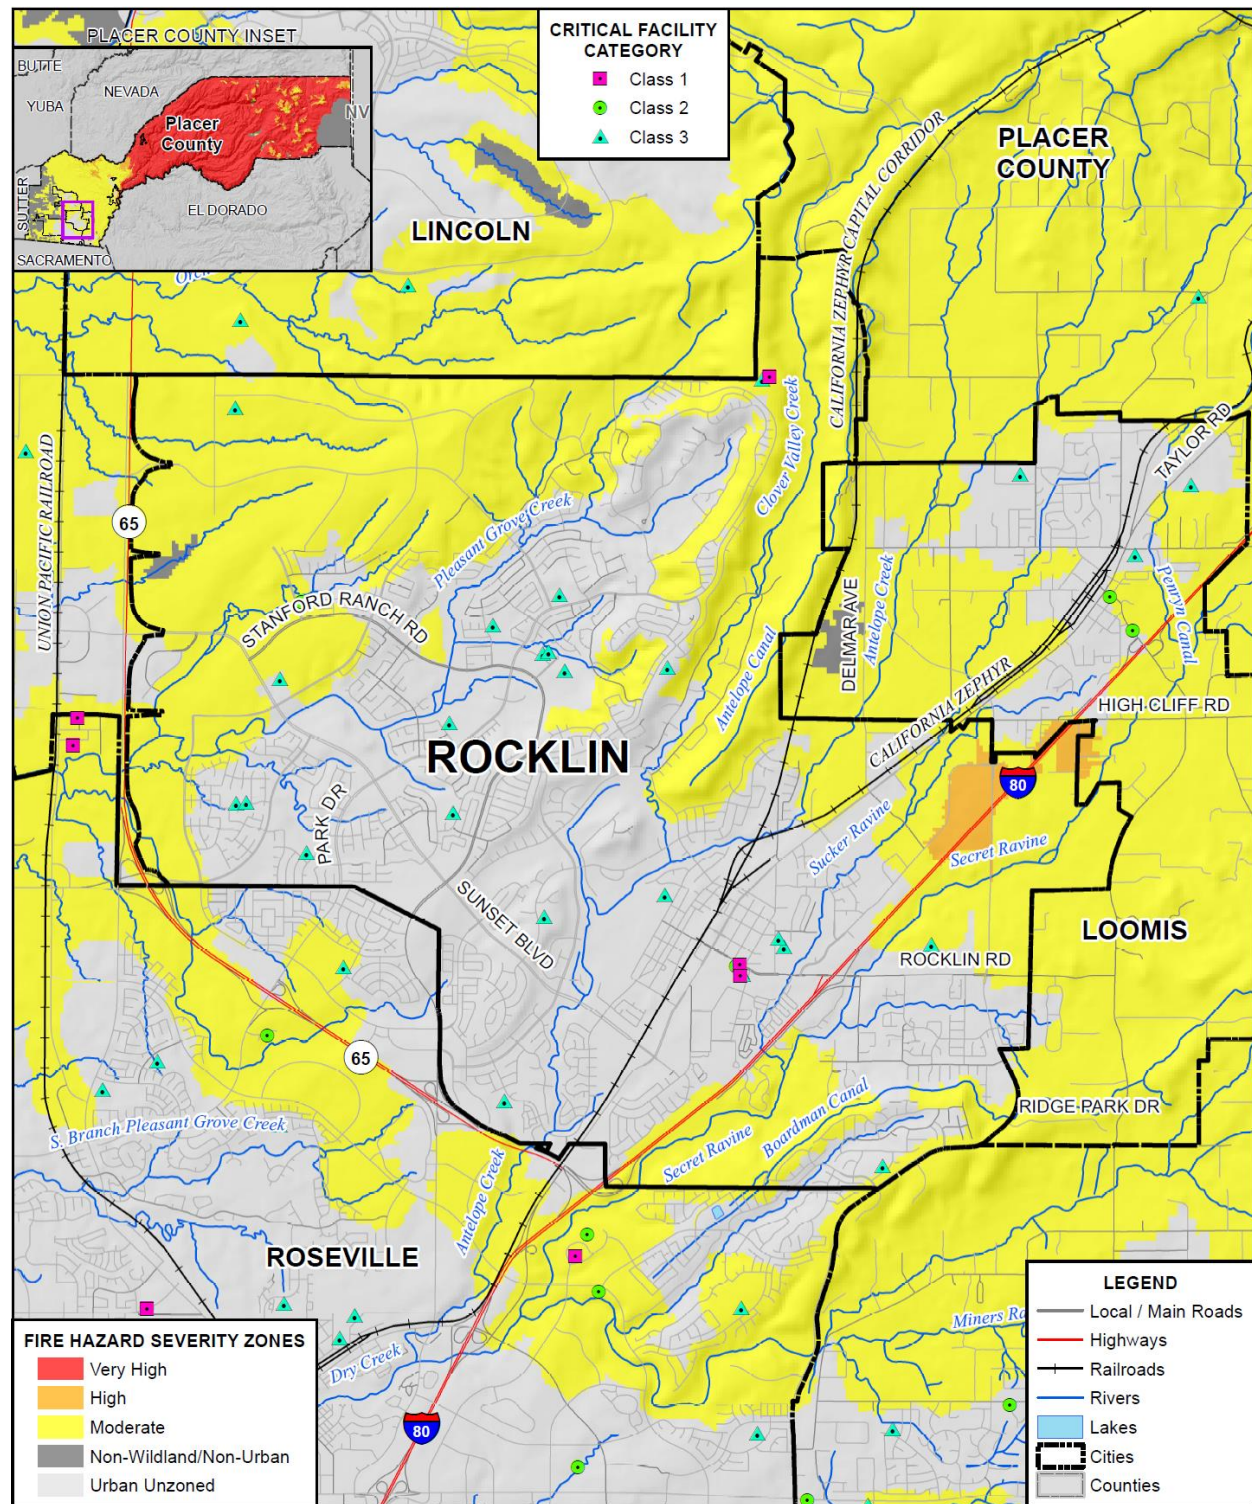 PLACER COUNTY INSET
BUTTE
YUBA
NEVADA
NV
Placer
County
SUTTER
EL DORADO
SACRAMENTO
CRITICAL FACILITY
CATEGORY
Class 1
Class 2
Class 3
PLACER
COUNTY
LINCOLN
CALIFORNIA ZEPHYR CAPITAL CORRIDOR
Clover Valley Creek
TAYLOR RD
UNION PACIFIC RAILROAD
65
Pleasant Grove Creek
STANFORD RANCH RD
Antelope Canal
DELMAR AVE
Antelope Creek
Penryn Canal
CALIFORNIA ZEPHYR
HIGH CLIFF RD
ROCKLIN
80
PARK DR
Sucker Ravine
Secret Ravine
SUNSET BLVD
LOOMIS
ROCKLIN RD
65
S. Branch Pleasant Grove Creek
Boardman Canal
RIDGE PARK DR
Secret Ravine
Antelope Creek
ROSEVILLE
Dry Creek
Miners
80
FIRE HAZARD SEVERITY ZONES
Very High
High
Moderate
Non-Wildland/Non-Urban
Urban Unzoned
LEGEND
Local / Main Roads
Highways
Railroads
Rivers
Lakes
Cities
Counties